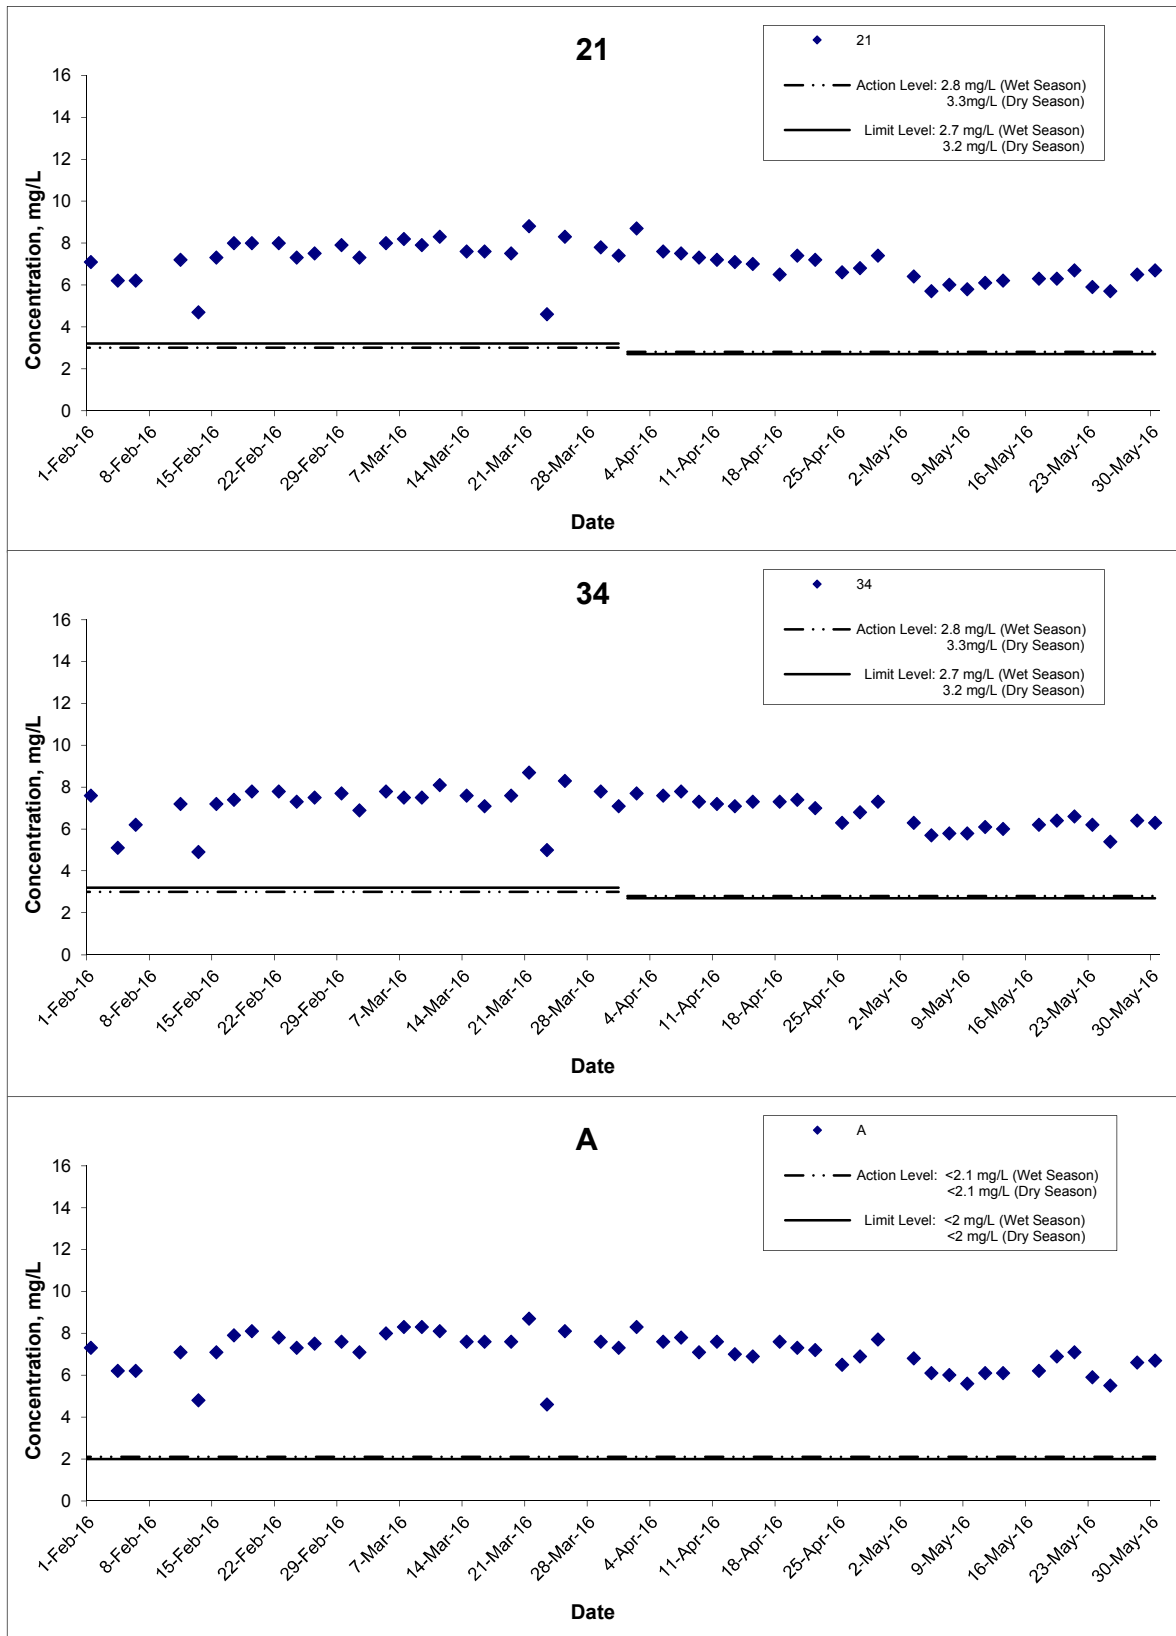 21
21
Action Level: 2.8 mg/L (Wet Season)
3.3mg/L (Dry Season)
Limit Level: 2.7 mg/L (Wet Season)
3.2 mg/L (Dry Season)
Concentration, mg/L
16
14
12
10
8
6
4
2
0
1-Feb-16
8-Feb-16
15-Feb-16
22-Feb-16
29-Feb-16
7-Mar-16
14-Mar-16
21-Mar-16
28-Mar-16
4-Apr-16
11-Apr-16
18-Apr-16
25-Apr-16
2-May-16
9-May-16
16-May-16
23-May-16
30-May-16
Date
34
34
Action Level: 2.8 mg/L (Wet Season)
3.3mg/L (Dry Season)
Limit Level: 2.7 mg/L (Wet Season)
3.2 mg/L (Dry Season)
Concentration, mg/L
16
14
12
10
8
6
4
2
0
1-Feb-16
8-Feb-16
15-Feb-16
22-Feb-16
29-Feb-16
7-Mar-16
14-Mar-16
21-Mar-16
28-Mar-16
4-Apr-16
11-Apr-16
18-Apr-16
25-Apr-16
2-May-16
9-May-16
16-May-16
23-May-16
30-May-16
Date
A
A
Action Level: <2.1 mg/L (Wet Season)
<2.1 mg/L (Dry Season)
Limit Level: <2 mg/L (Wet Season)
<2 mg/L (Dry Season)
Concentration, mg/L
16
14
12
10
8
6
4
2
0
1-Feb-16
8-Feb-16
15-Feb-16
22-Feb-16
29-Feb-16
7-Mar-16
14-Mar-16
21-Mar-16
28-Mar-16
4-Apr-16
11-Apr-16
18-Apr-16
25-Apr-16
2-May-16
9-May-16
16-May-16
23-May-16
30-May-16
Date